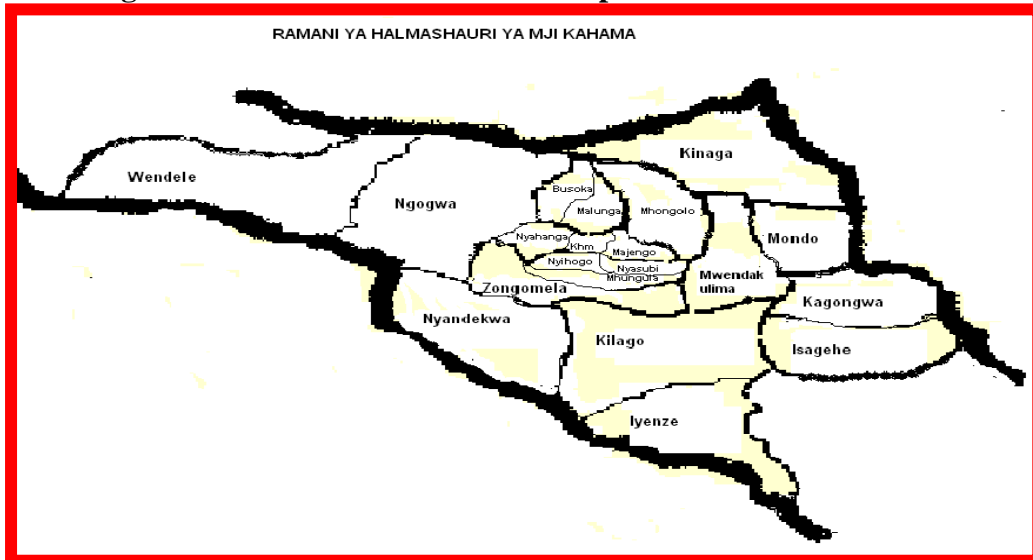 RAMANI YA HALMASHAURI YA MJI KAHAMA
Kinaga
Wendele
Busoka
Ngogwa
Malunga
Mhongolo
Nyahanga
Khm
Majengo
Mondo
Nyihogo
Nyasubi
Mhungula
Mwendak
ulima
Zongomela
Kagongwa
Nyandekwa
Kilago
Isagehe
Iyenze